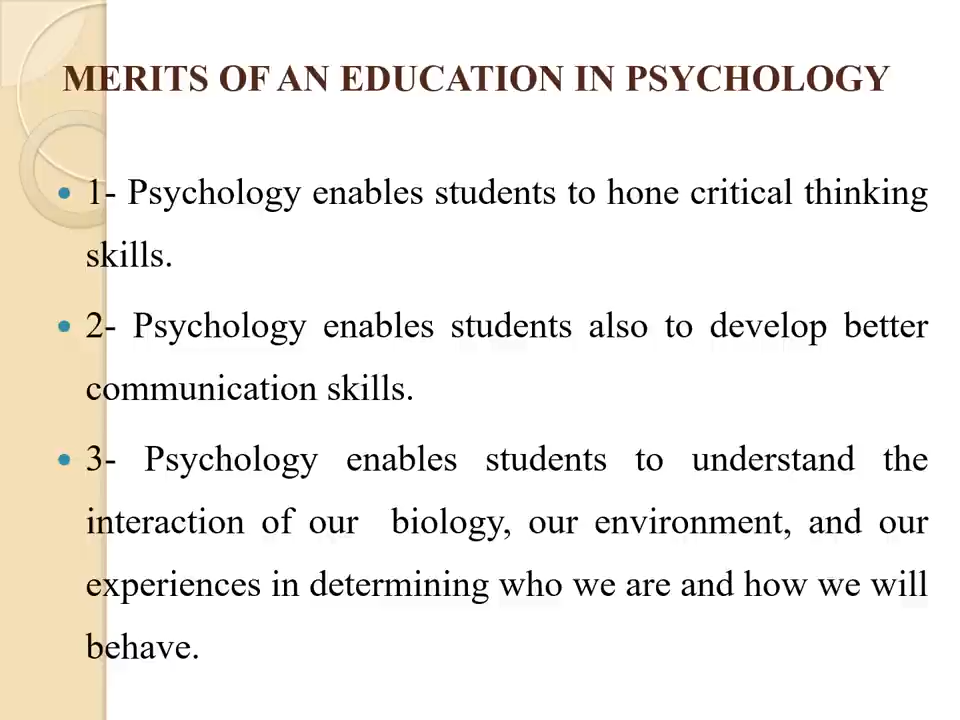 MERITS OF AN EDUCATION IN PSYCHOLOGY
1- Psychology enables students to hone critical thinking
skills.
2- Psychology enables students also to develop better
communication skills.
3- Psychology enables students to understand the
interaction of our biology, our environment, and our
experiences in determining who we are and how we will
behave.